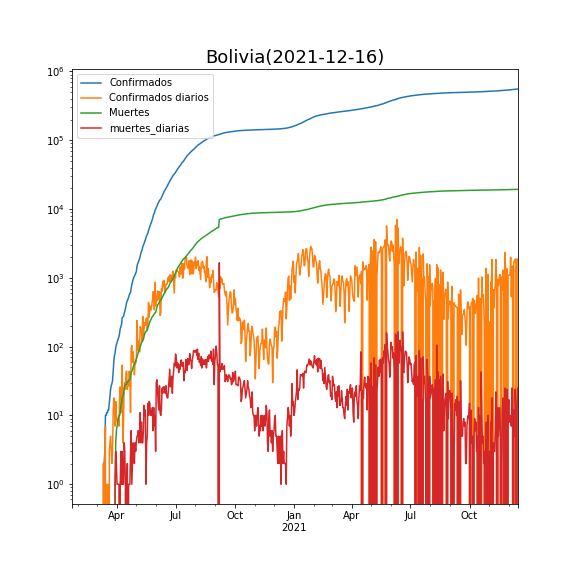 Bolivia(2021-12-16)
Confirmados
Confirmados diarios
Muertes
muertes_diarias
10^6
10^5
10^4
10^3
10^2
10^1
10^0
Apr Jul Oct Jan Apr Jul Oct
2021